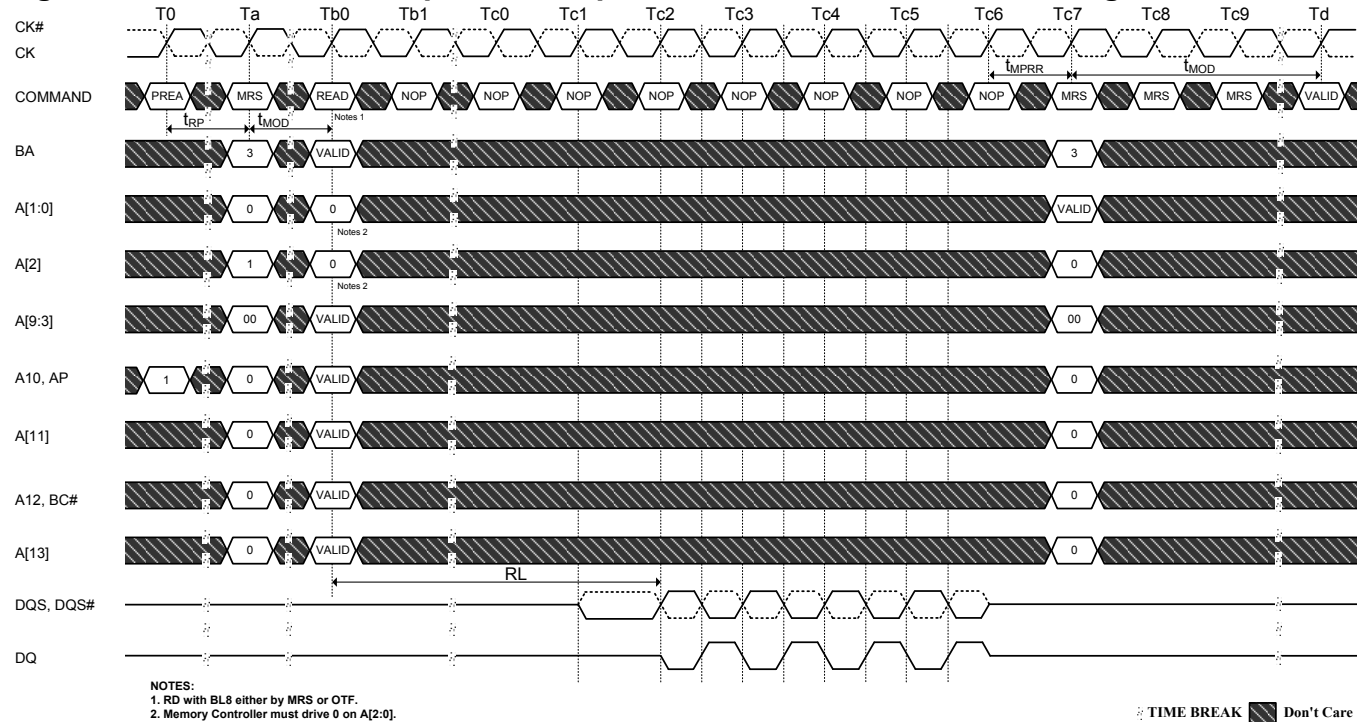 T0 Ta Tb0 Tb1 Tc0 Tc1 Tc2 Tc3 Tc4 Tc5 Tc6 Tc7 Tc8 Tc9 Td
CK#
CK
tMPRR tMOD
COMMAND PREA MRS READ NOP NOP NOP NOP NOP NOP NOP NOP MRS MRS MRS VALID
Notes 1
tRP tMOD
BA 3 VALID 3
A[1:0] 0 0 VALID
Notes 2
A[2] 1 0 0
Notes 2
A[9:3] 00 VALID 00
A10, AP 1 0 VALID 0
A[11] 0 VALID 0
A12, BC# 0 VALID 0
A[13] 0 VALID 0
RL
DQS, DQS#
DQ
NOTES:
1. RD with BL8 either by MRS or OTF.
2. Memory Controller must drive 0 on A[2:0].
TIME BREAK Don't Care